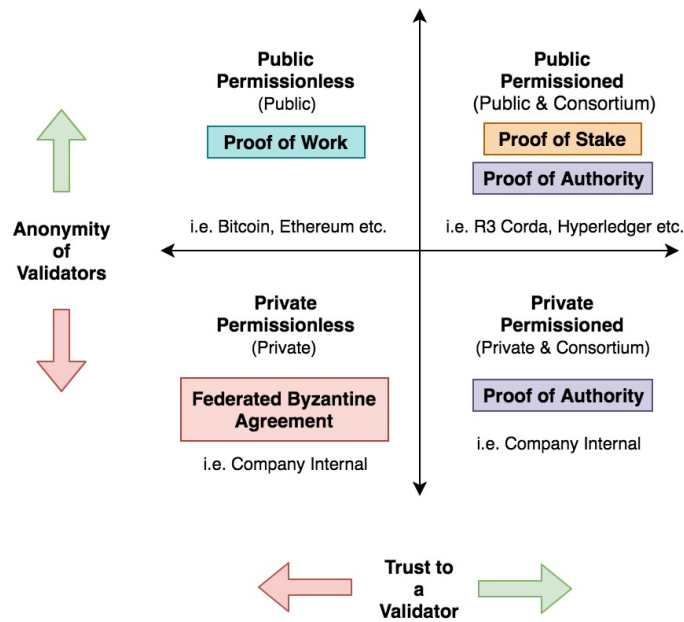 Public
Permissionless
(Public)
Proof of Work
i.e. Bitcoin, Ethereum etc.
Public
Permissioned
(Public & Consortium)
Proof of Stake
Proof of Authority
i.e. R3 Corda, Hyperledger etc.
Anonymity
of
Validators
Private
Permissionless
(Private)
Federated Byzantine
Agreement
i.e. Company Internal
Private
Permissioned
(Private & Consortium)
Proof of Authority
i.e. Company Internal
Trust to
a
Validator